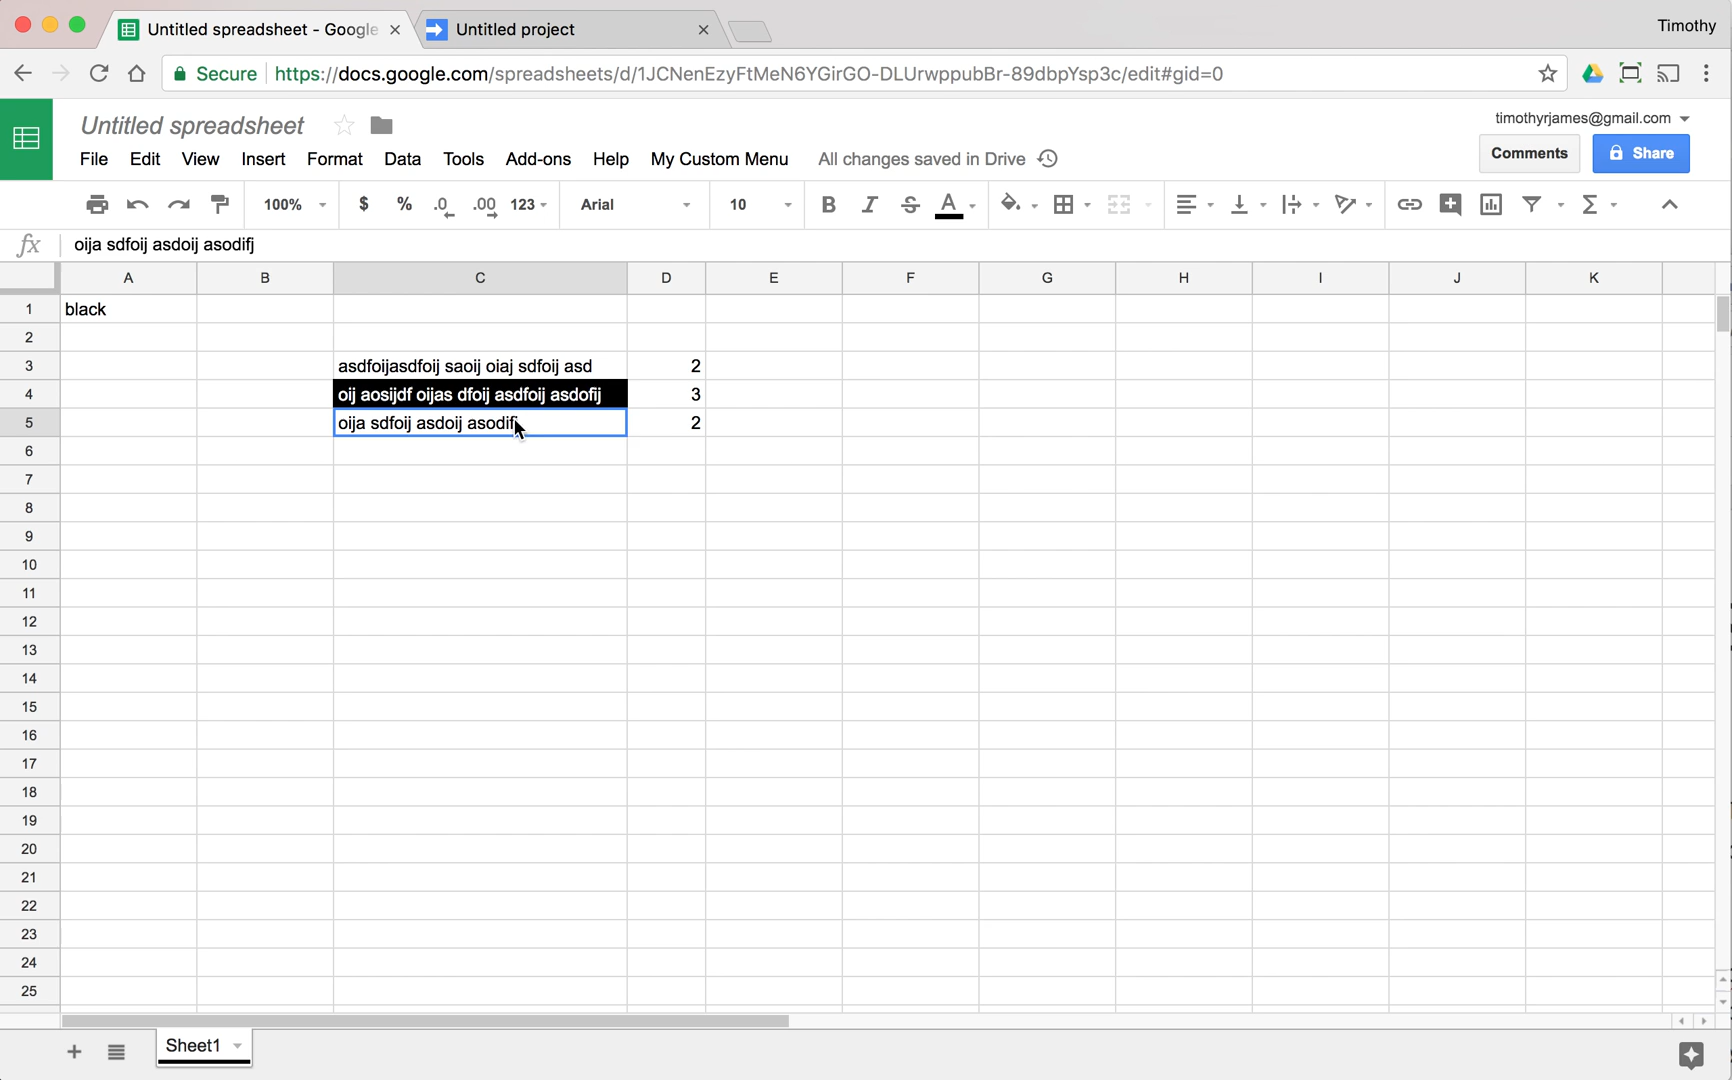 Untitled spreadsheet - Google
Untitled project
Timothy
Secure https://docs.google.com/spreadsheets/d/1JCNenEzyFtMeN6YGirGO-DLUrwppubBr-89dbpYsp3c/edit#gid=0
Untitled spreadsheet
timothyrjames@gmail.com
File Edit View Insert Format Data Tools Add-ons Help My Custom Menu All changes saved in Drive
Comments Share
100% $ % .0 .00 123 Arial 10 B I S A Σ
fx oija sdfoij asdoij asodifj
A B C D E F G H I J K
1 black
2
3 asdfoijasdfoij saoij oiaj sdfoij asd 2
4 oij aosijdf oijas dfoij asdfoij asdofij 3
5 oija sdfoij asdoij asodifj 2
6
7
8
9
10
11
12
13
14
15
16
17
18
19
20
21
22
23
24
25
Sheet1